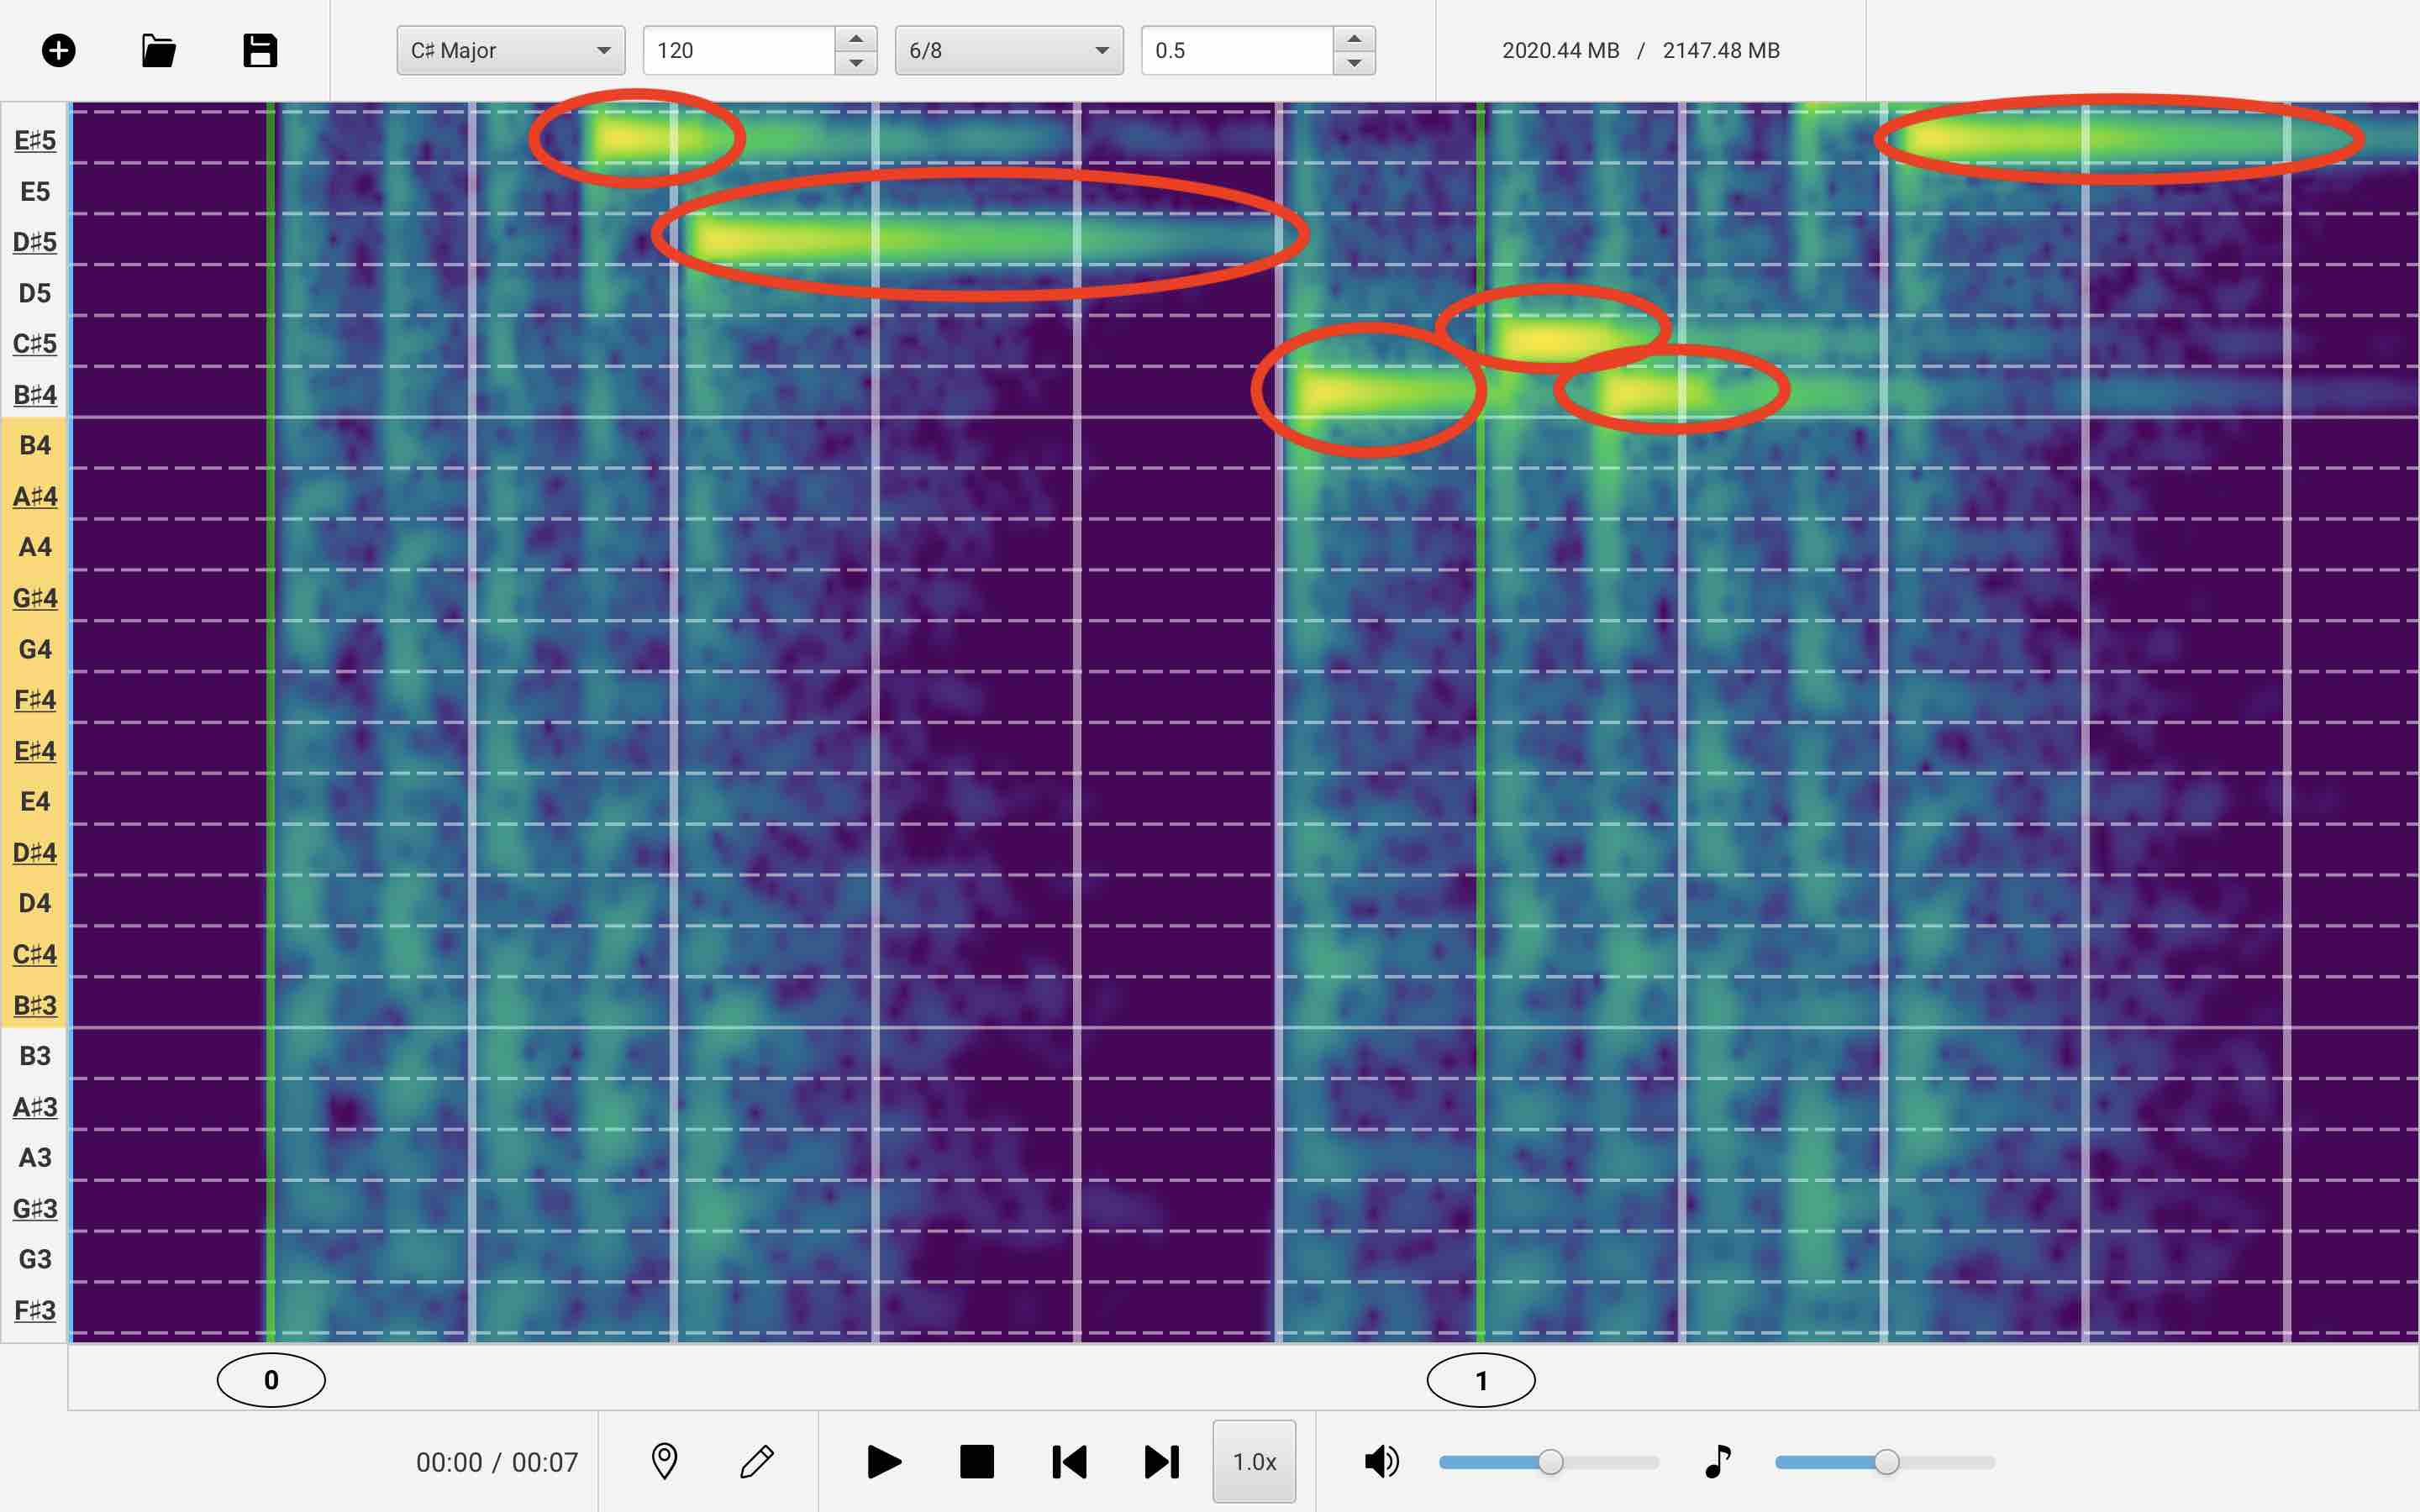 C♯ Major 120 6/8 0.5 2020.44 MB / 2147.48 MB
E♯5
E5
D♯5
D5
C♯5
B♯4
B4
A♯4
A4
G♯4
G4
F♯4
E♯4
E4
D♯4
D4
C♯4
B♯3
B3
A♯3
A3
G♯3
G3
F♯3
0 1
00:00 / 00:07 1.0x